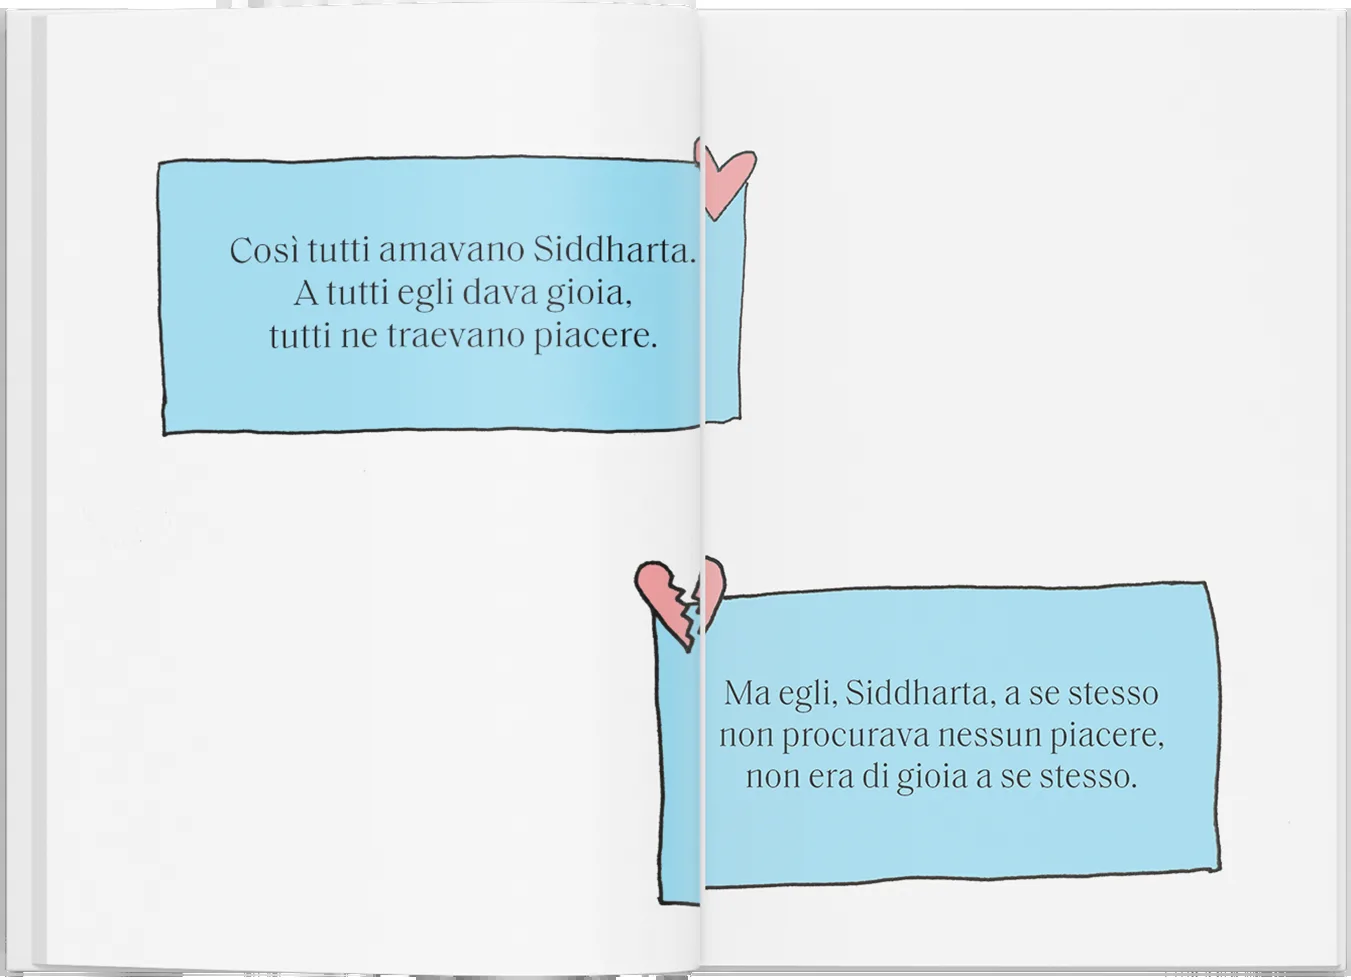 Così tutti amavano Siddharta.
A tutti egli dava gioia,
tutti ne traevano piacere.
Ma egli, Siddharta, a se stesso
non procurava nessun piacere,
non era di gioia a se stesso.